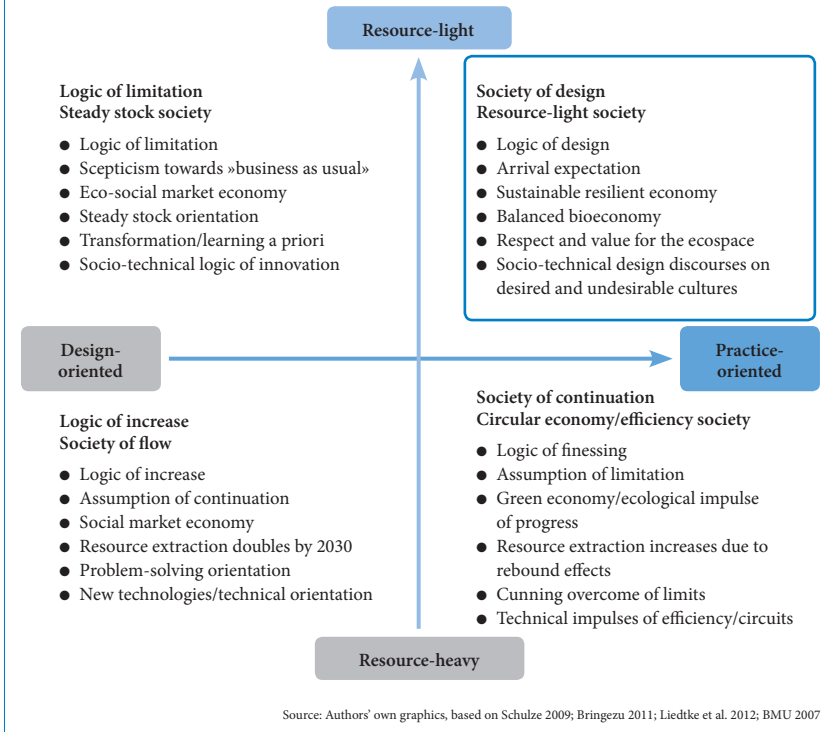 Resource-light
Logic of limitation
Steady stock society
● Logic of limitation
● Scepticism towards »business as usual»
● Eco-social market economy
● Steady stock orientation
● Transformation/learning a priori
● Socio-technical logic of innovation
Society of design
Resource-light society
● Logic of design
● Arrival expectation
● Sustainable resilient economy
● Balanced bioeconomy
● Respect and value for the ecospace
● Socio-technical design discourses on
desired and undesirable cultures
Design-
oriented
Practice-
oriented
Logic of increase
Society of flow
● Logic of increase
● Assumption of continuation
● Social market economy
● Resource extraction doubles by 2030
● Problem-solving orientation
● New technologies/technical orientation
Society of continuation
Circular economy/efficiency society
● Logic of finessing
● Assumption of limitation
● Green economy/ecological impulse
of progress
● Resource extraction increases due to
rebound effects
● Cunning overcome of limits
● Technical impulses of efficiency/circuits
Resource-heavy
Source: Authors' own graphics, based on Schulze 2009; Bringezu 2011; Liedtke et al. 2012; BMU 2007